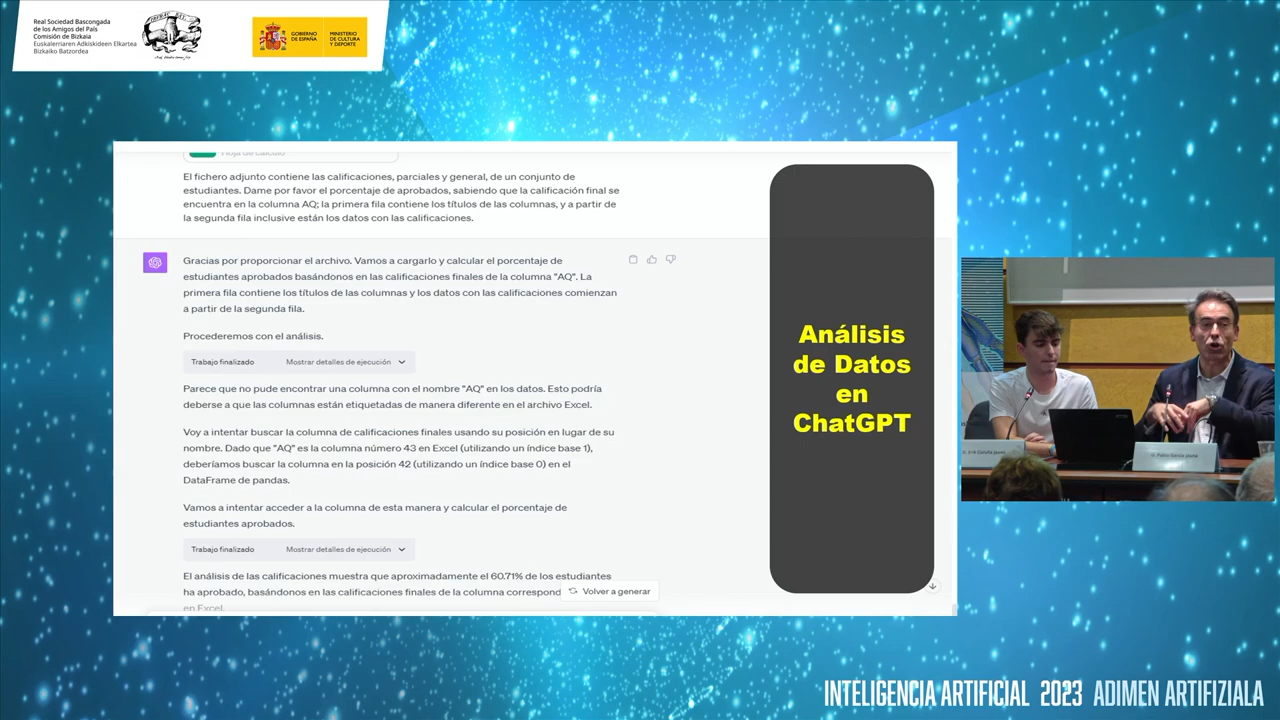 Real Sociedad Bascongada
de los Amigos del País
Comisión de Bizkaia
Euskalerriaren Adkiskideen Elkartea
Bizkaiko Batzordea
GOBIERNO
DE ESPAÑA
MINISTERIO
DE CULTURA
Y DEPORTE
Hoja de cálculo
El fichero adjunto contiene las calificaciones, parciales y general, de un conjunto de
estudiantes. Dame por favor el porcentaje de aprobados, sabiendo que la calificación final se
encuentra en la columna AQ; la primera fila contiene los títulos de las columnas, y a partir de
la segunda fila inclusive están los datos con las calificaciones.
Gracias por proporcionar el archivo. Vamos a cargarlo y calcular el porcentaje de
estudiantes aprobados basándonos en las calificaciones finales de la columna "AQ". La
primera fila contiene los títulos de las columnas y los datos con las calificaciones comienzan
a partir de la segunda fila.
Procederemos con el análisis.
Trabajo finalizado Mostrar detalles de ejecución
Parece que no pude encontrar una columna con el nombre "AQ" en los datos. Esto podría
deberse a que las columnas están etiquetadas de manera diferente en el archivo Excel.
Voy a intentar buscar la columna de calificaciones finales usando su posición en lugar de su
nombre. Dado que "AQ" es la columna número 43 en Excel (utilizando un índice base 1),
deberíamos buscar la columna en la posición 42 (utilizando un índice base 0) en el
DataFrame de pandas.
Vamos a intentar acceder a la columna de esta manera y calcular el porcentaje de
estudiantes aprobados.
Trabajo finalizado Mostrar detalles de ejecución
El análisis de las calificaciones muestra que aproximadamente el 60.71% de los estudiantes
ha aprobado, basándonos en las calificaciones finales de la columna correspond
en Excel.
Volver a generar
Análisis
de Datos
en
ChatGPT
D. Pablo García
INTELIGENCIA ARTIFICIAL 2023 ADIMEN ARTIFIZIALA